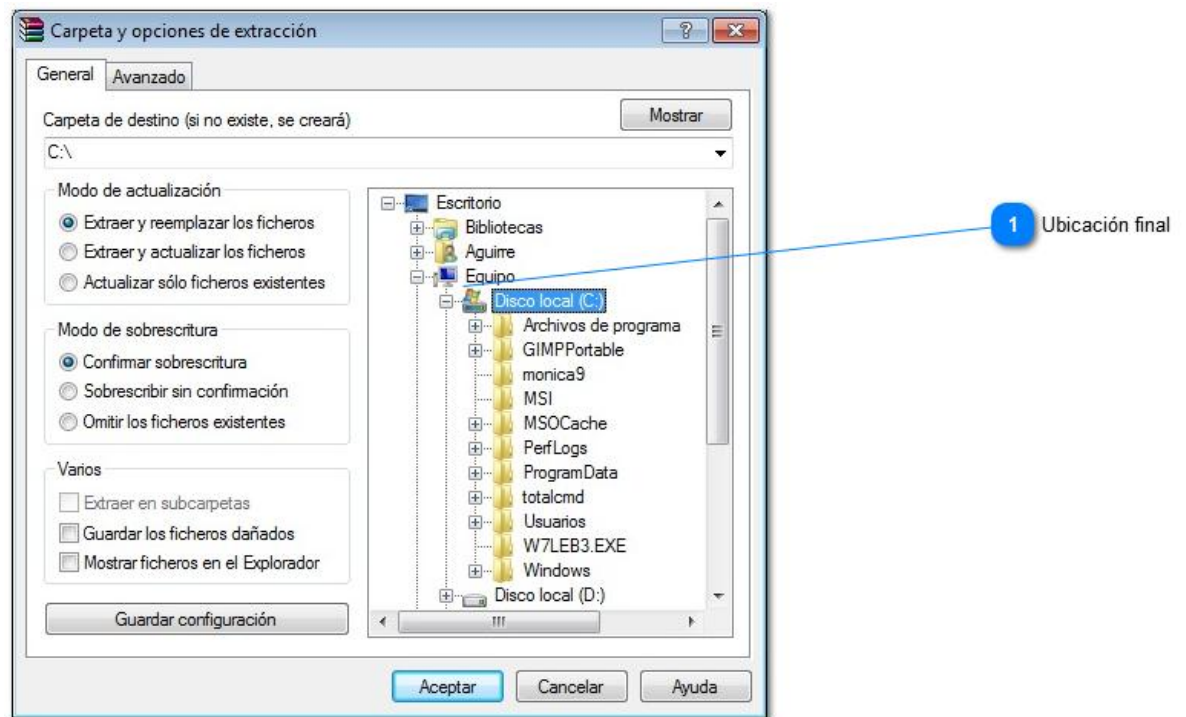 Carpeta y opciones de extracción
General Avanzado
Carpeta de destino (si no existe, se creará)
Mostrar
C:\
Modo de actualización
Extraer y reemplazar los ficheros
Extraer y actualizar los ficheros
Actualizar sólo ficheros existentes
Modo de sobrescritura
Confirmar sobrescritura
Sobrescribir sin confirmación
Omitir los ficheros existentes
Varios
Extraer en subcarpetas
Guardar los ficheros dañados
Mostrar ficheros en el Explorador
Guardar configuración
Escritorio
Bibliotecas
Aguirre
Equipo
Disco local (C:)
Archivos de programa
GIMPPortable
monica9
MSI
MSOCache
PerfLogs
ProgramData
totalcmd
Usuarios
W7LEB3.EXE
Windows
Disco local (D:)
Aceptar Cancelar Ayuda
1 Ubicación final